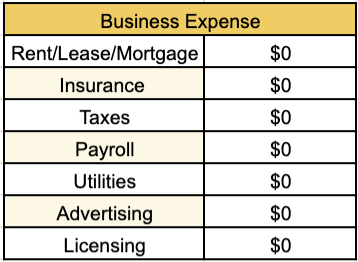 Business Expense
Rent/Lease/Mortgage $0
Insurance $0
Taxes $0
Payroll $0
Utilities $0
Advertising $0
Licensing $0